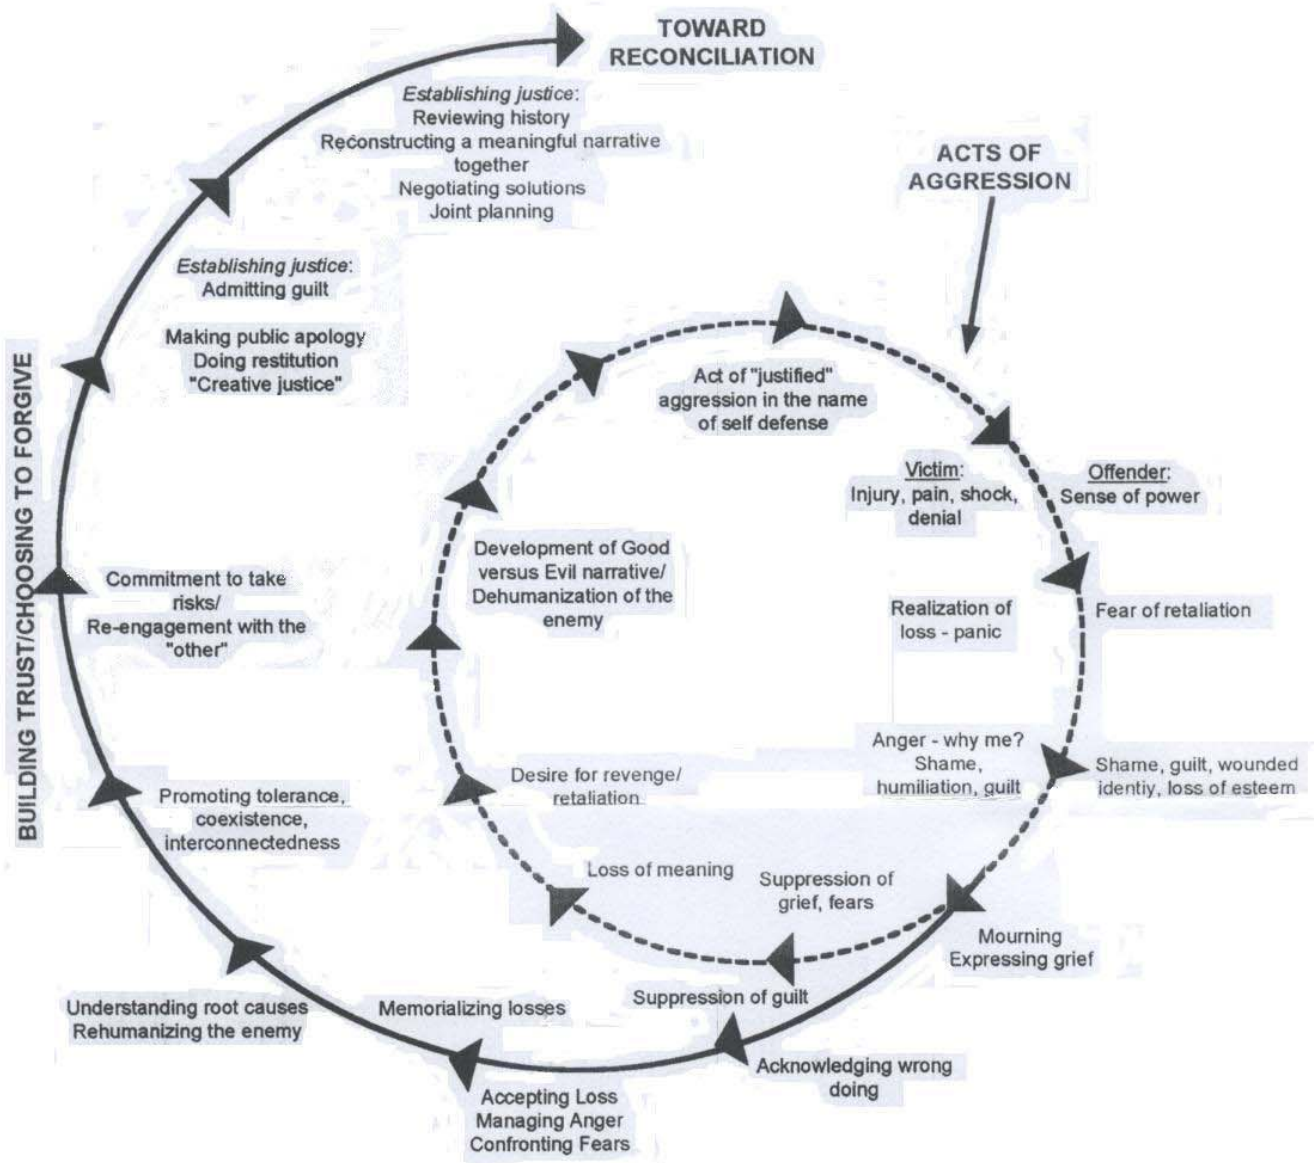 TOWARD
RECONCILIATION
Establishing justice:
Reviewing history
Reconstructing a meaningful narrative
together
Negotiating solutions
Joint planning
ACTS OF
AGGRESSION
Establishing justice:
Admitting guilt
Making public apology
Doing restitution
"Creative justice"
BUILDING TRUST/CHOOSING TO FORGIVE
Act of "justified"
aggression in the name
of self defense
Victim:
Injury, pain, shock,
denial
Offender:
Sense of power
Development of Good
versus Evil narrative/
Dehumanization of the
enemy
Commitment to take
risks/
Re-engagement with the
"other"
Realization of
loss - panic
Fear of retaliation
Anger - why me?
Shame,
humiliation, guilt
Shame, guilt, wounded
identiy, loss of esteem
Desire for revenge/
retaliation
Promoting tolerance,
coexistence,
interconnectedness
Loss of meaning
Suppression of
grief, fears
Mourning
Expressing grief
Suppression of guilt
Memorializing losses
Understanding root causes
Rehumanizing the enemy
Acknowledging wrong
doing
Accepting Loss
Managing Anger
Confronting Fears